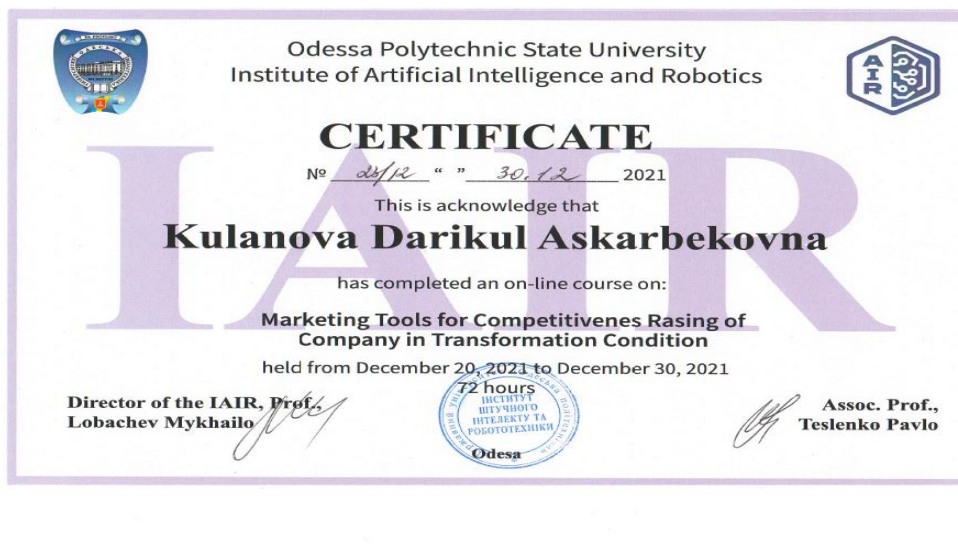 Odessa Polytechnic State University
Institute of Artificial Intelligence and Robotics
AIR
CERTIFICATE
№ 23/12 “ ” 30.12 2021
This is acknowledge that
Kulanova Darikul Askarbekovna
has completed an on-line course on:
Marketing Tools for Competitivenes Rasing of
Company in Transformation Condition
held from December 20, 2021 to December 30, 2021
72 hours
Director of the IAIR, Prof.,
Lobachev Mykhailo
ІНСТИТУТ
ШТУЧНОГО
ІНТЕЛЕКТУ ТА
РОБОТОТЕХНІКИ
Odesa
Assoc. Prof.,
Teslenko Pavlo
IAIR